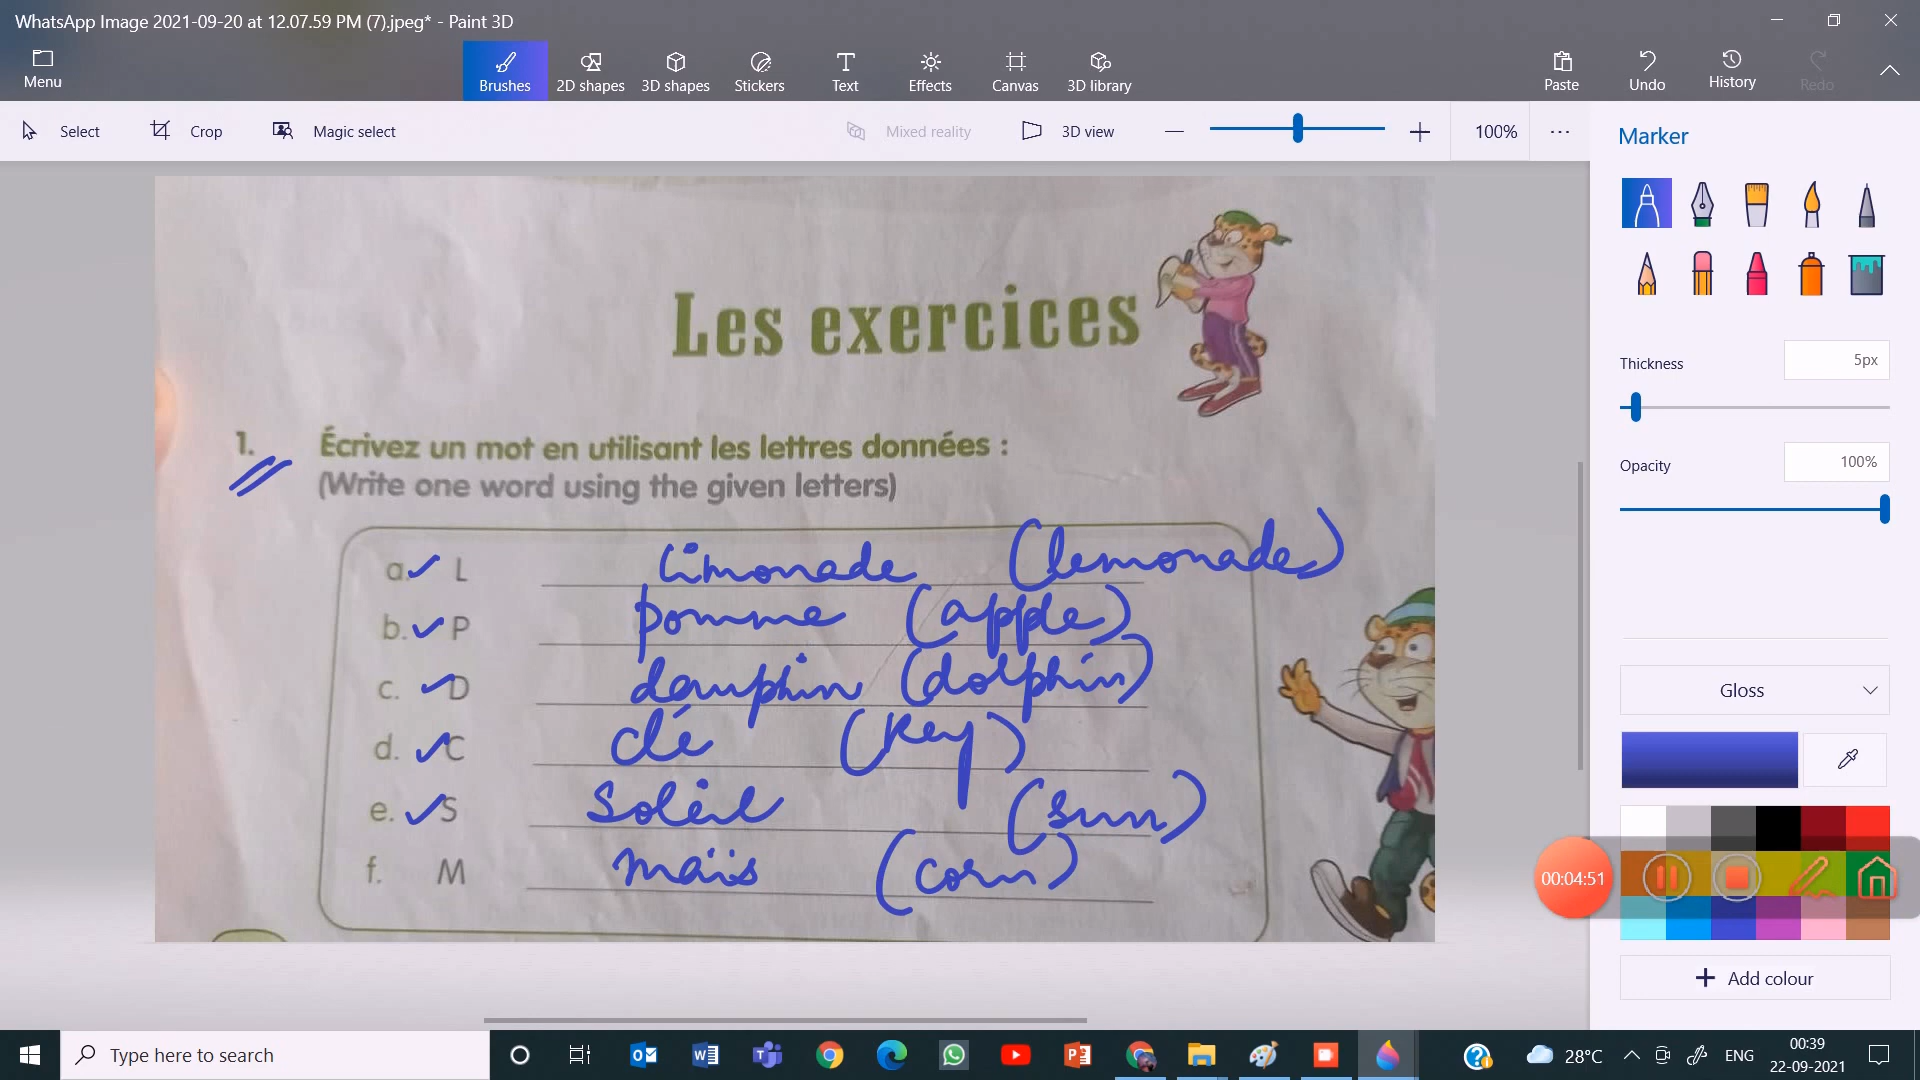 WhatsApp Image 2021-09-20 at 12.07.59 PM (7).jpeg* - Paint 3D
Menu Brushes 2D shapes 3D shapes Stickers Text Effects Canvas 3D library Paste Undo History Redo
Select Crop Magic select Mixed reality 3D view 100% ...
Marker
Thickness 5px
Opacity 100%
Gloss
00:04:51
+ Add colour
Les exercices
1. Écrivez un mot en utilisant les lettres données :
(Write one word using the given letters)
a. L limonade (lemonade)
b. P pomme (apple)
c. D dauphin (dolphin)
d. C clé (key)
e. S soleil (sun)
f. M maïs (corn)
Type here to search
28°C ENG 00:39
22-09-2021